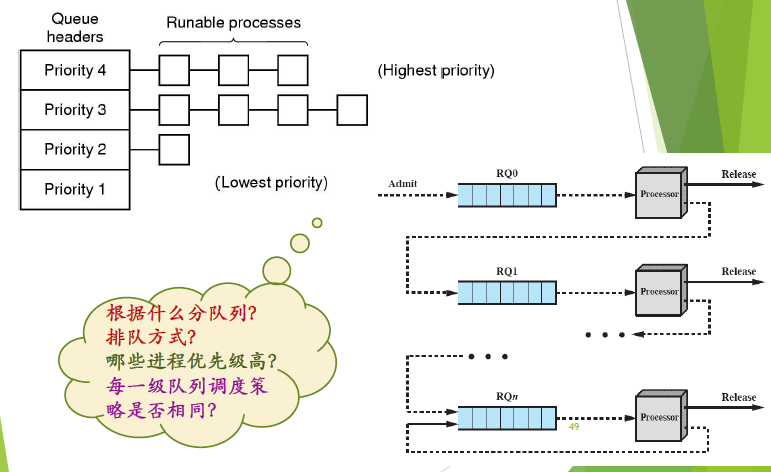 Queue
headers
Runable processes
Priority 4
(Highest priority)
Priority 3
Priority 2
Priority 1
(Lowest priority)
Admit
RQ0
Processor
Release
RQ1
Processor
Release
RQn
Processor
Release
49
根据什么分队列?
排队方式?
哪些进程优先级高?
每一级队列调度策
略是否相同?